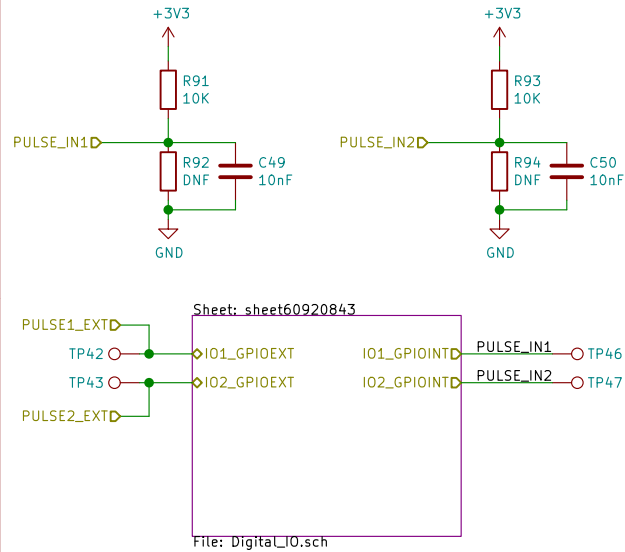 +3V3
R91
10K
PULSE_IN1
R92
DNF
C49
10nF
GND
+3V3
R93
10K
PULSE_IN2
R94
DNF
C50
10nF
GND
Sheet: sheet60920843
PULSE1_EXT
TP42
IO1_GPIOEXT
IO1_GPIOINT
PULSE_IN1
TP46
TP43
IO2_GPIOEXT
IO2_GPIOINT
PULSE_IN2
TP47
PULSE2_EXT
File: Digital_IO.sch